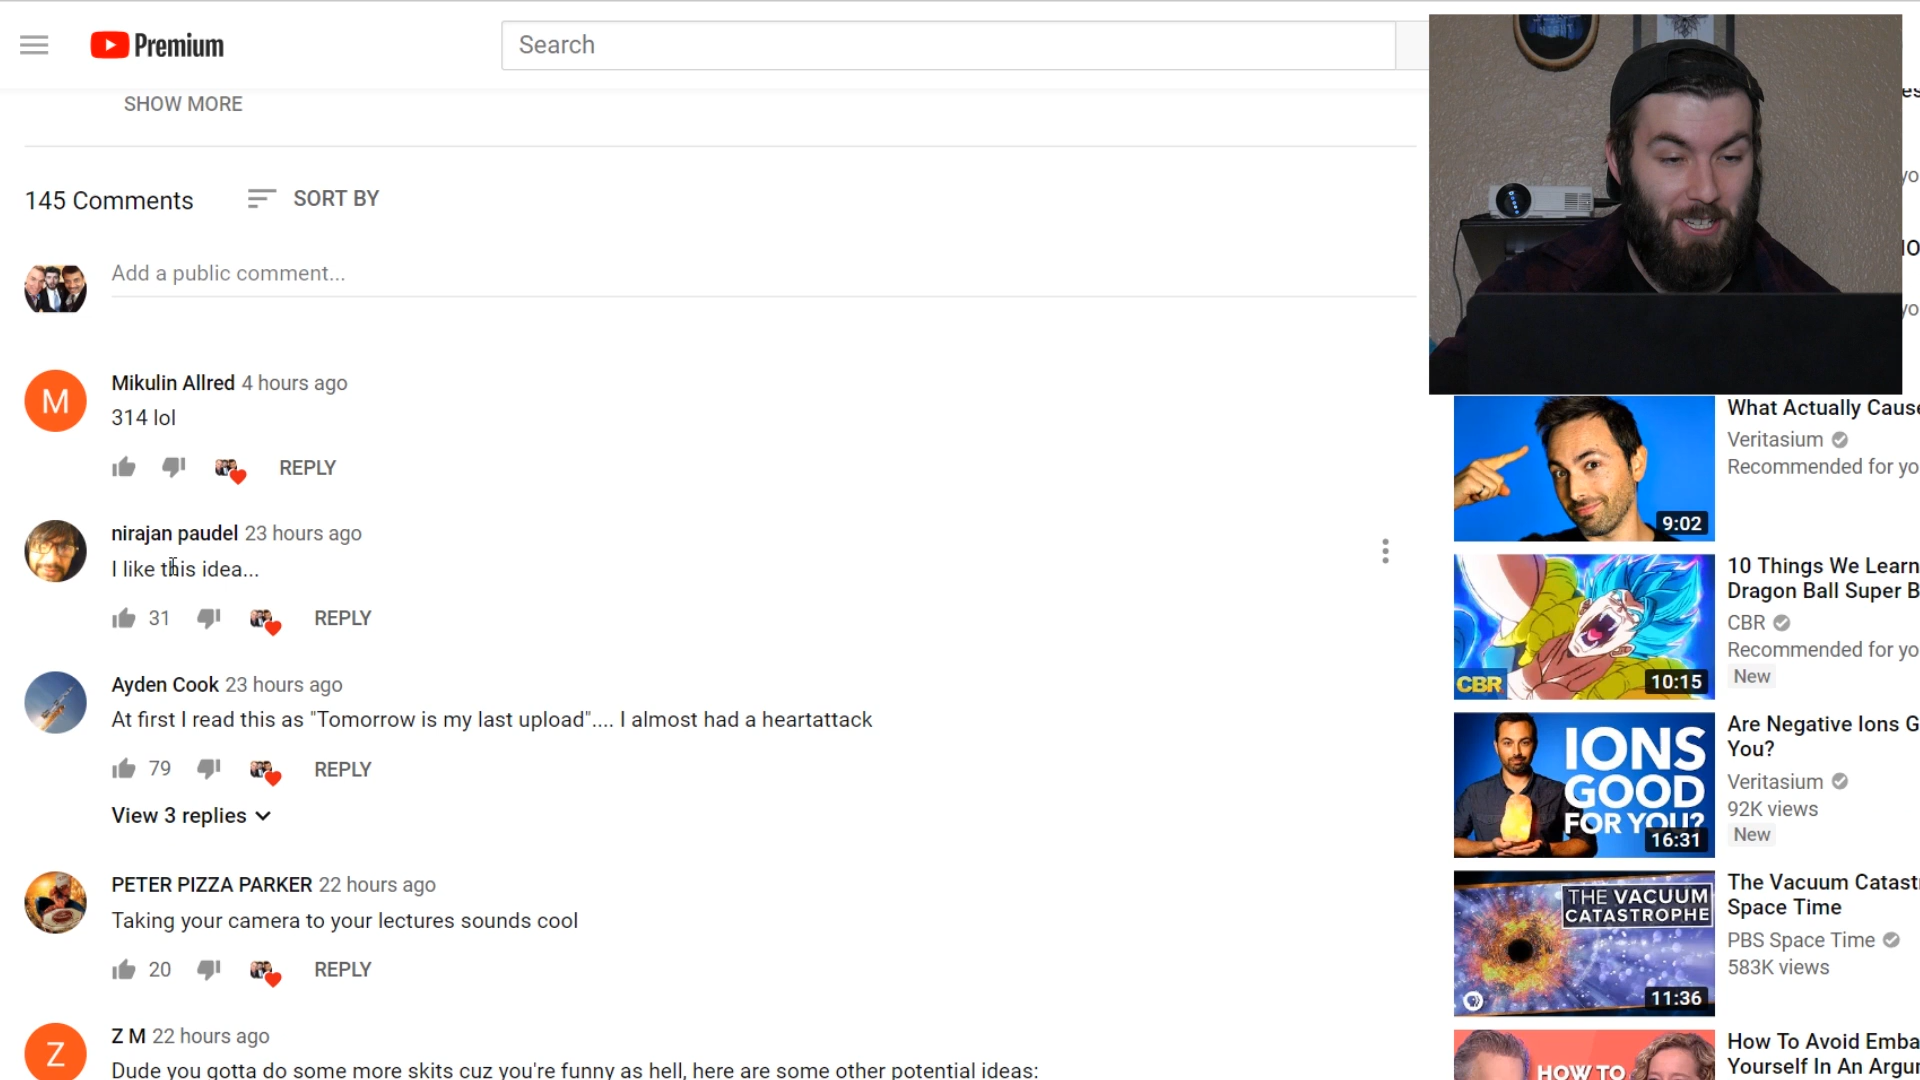 Premium
Search
SHOW MORE
145 Comments
SORT BY
Add a public comment...
M
Mikulin Allred 4 hours ago
314 lol
REPLY
nirajan paudel 23 hours ago
I like this idea...
31
REPLY
Ayden Cook 23 hours ago
At first I read this as "Tomorrow is my last upload".... I almost had a heartattack
79
REPLY
View 3 replies
PETER PIZZA PARKER 22 hours ago
Taking your camera to your lectures sounds cool
20
REPLY
Z
Z M 22 hours ago
Dude you gotta do some more skits cuz you're funny as hell, here are some other potential ideas:
9:02
What Actually Cause
Veritasium
Recommended for yo
CBR
10:15
10 Things We Learn
Dragon Ball Super B
CBR
Recommended for yo
New
IONS
GOOD
FOR YOU?
16:31
Are Negative Ions G
You?
Veritasium
92K views
New
THE VACUUM
CATASTROPHE
11:36
The Vacuum Catast
Space Time
PBS Space Time
583K views
HOW TO
How To Avoid Emba
Yourself In An Argu